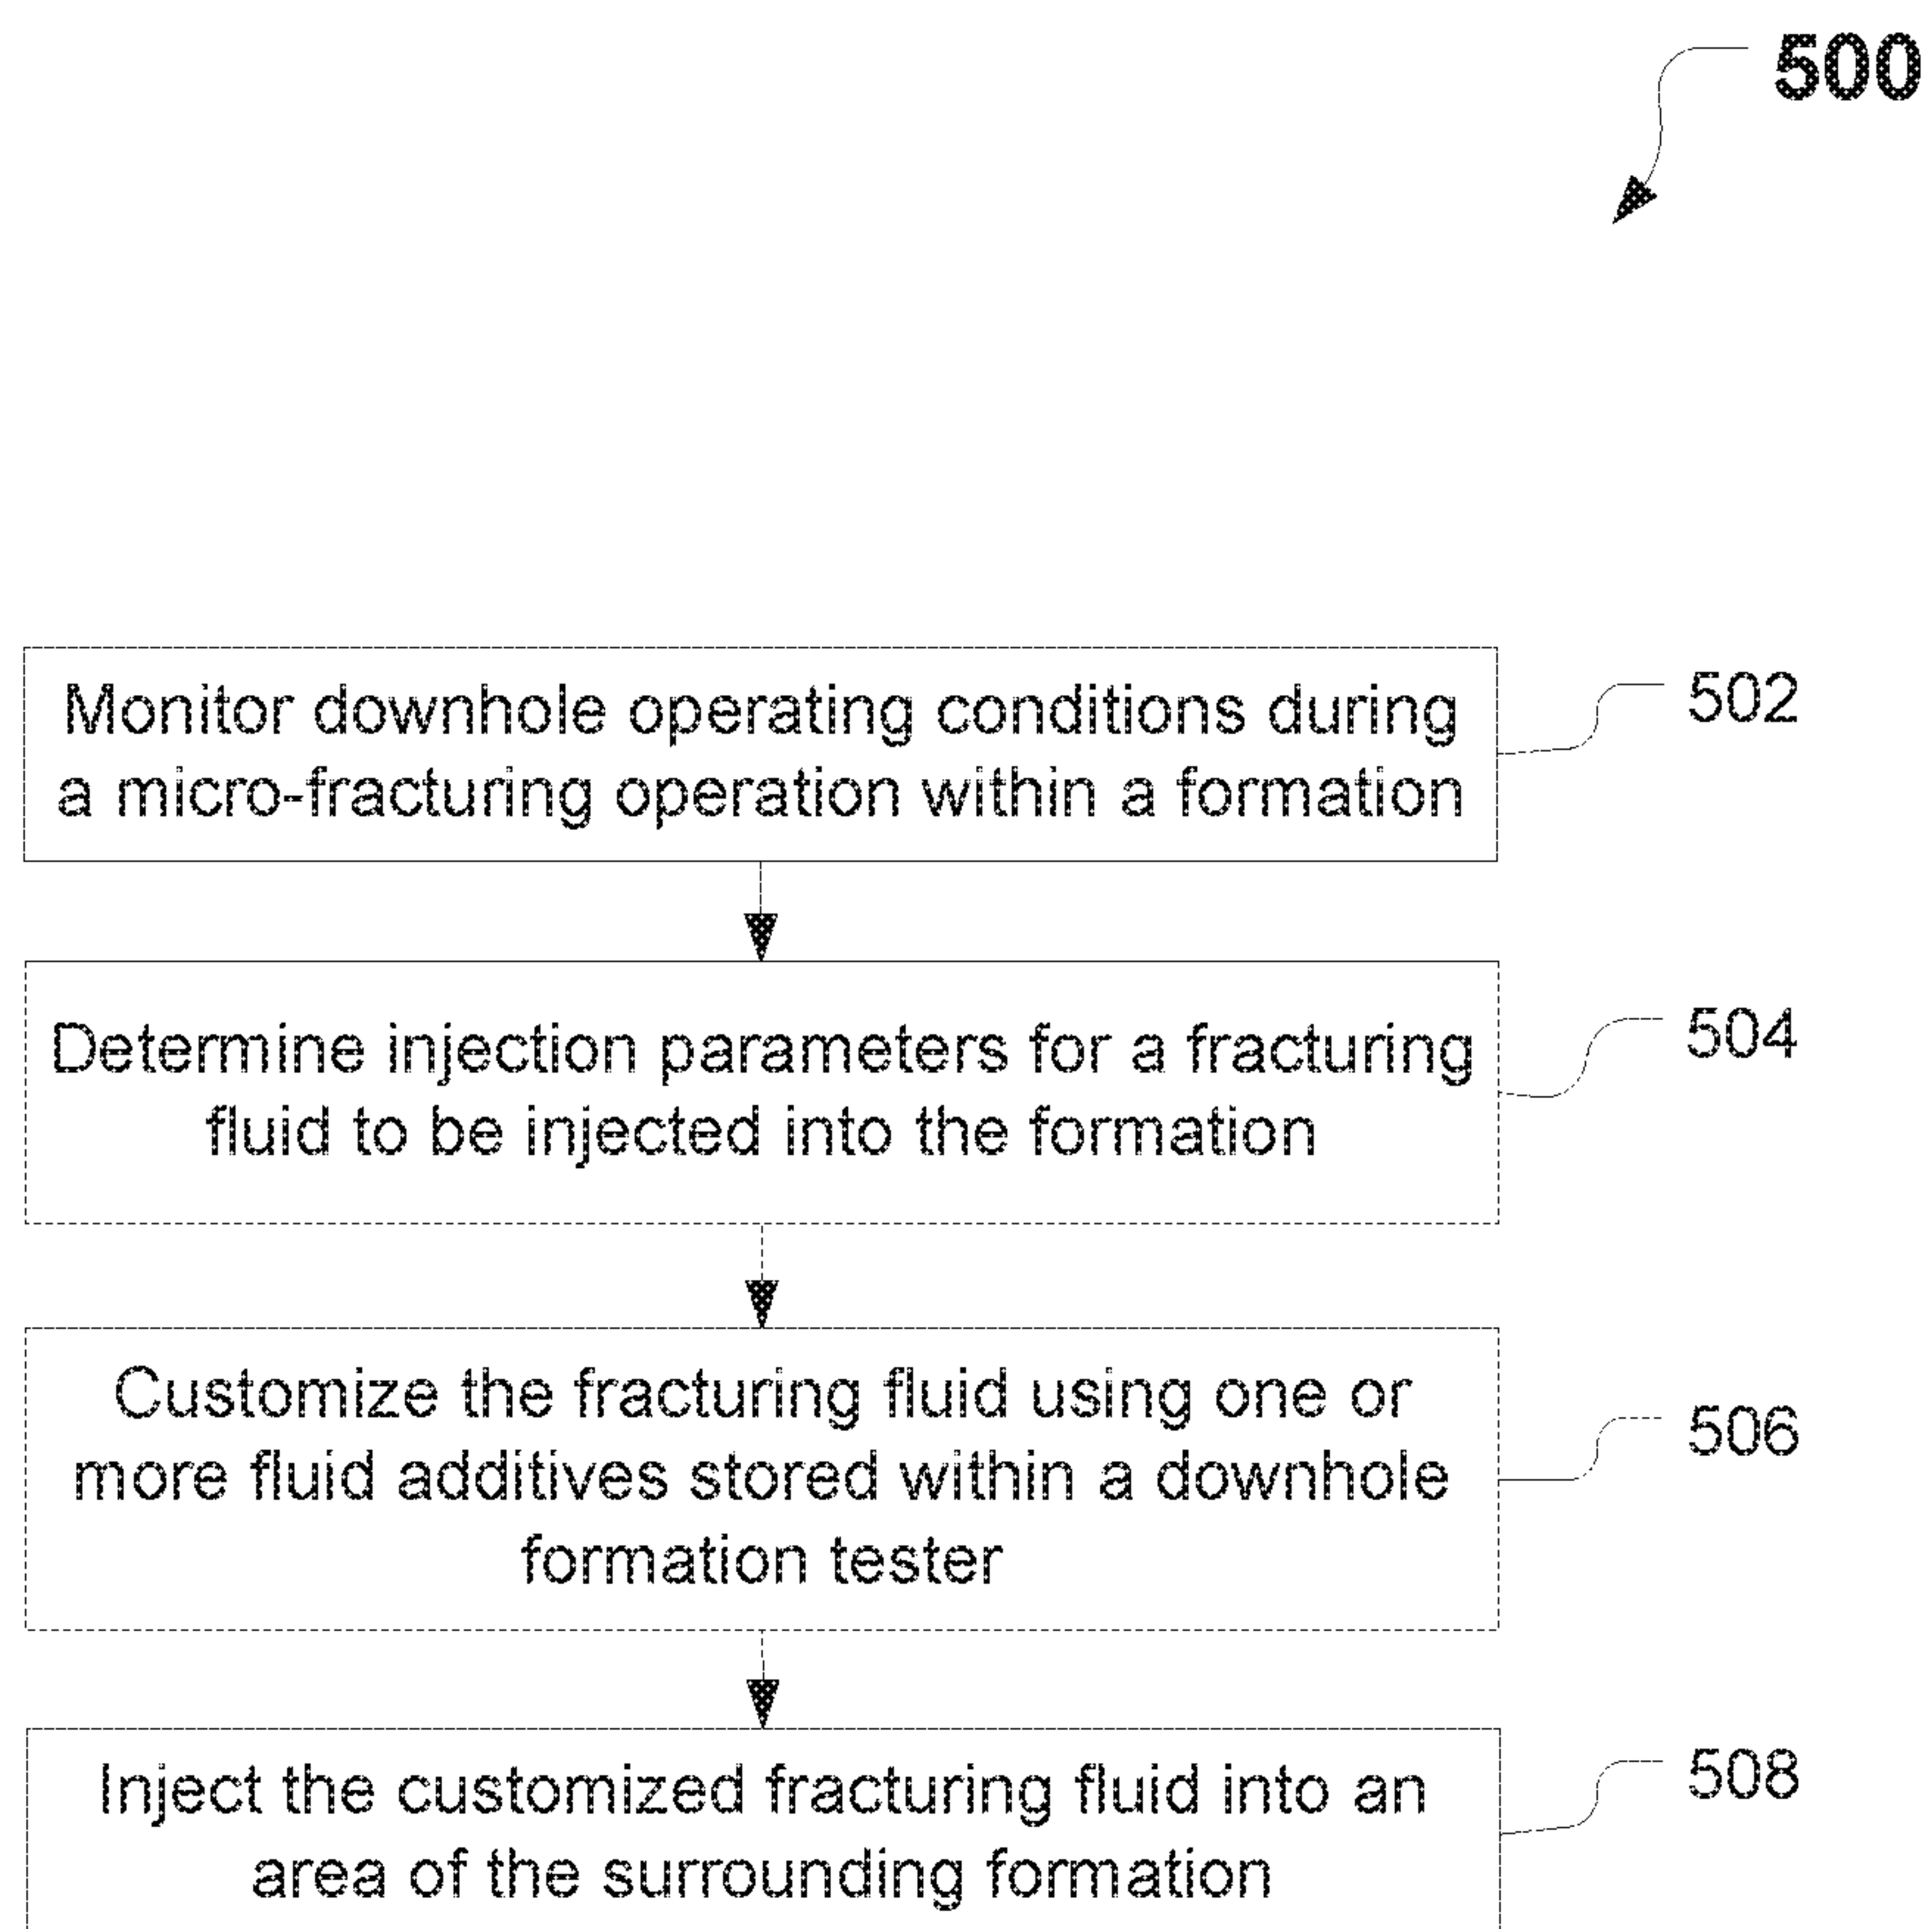 500
Monitor downhole operating conditions during
a micro-fracturing operation within a formation
502
Determine injection parameters for a fracturing
fluid to be injected into the formation
504
Customize the fracturing fluid using one or
more fluid additives stored within a downhole
formation tester
506
Inject the customized fracturing fluid into an
area of the surrounding formation
508